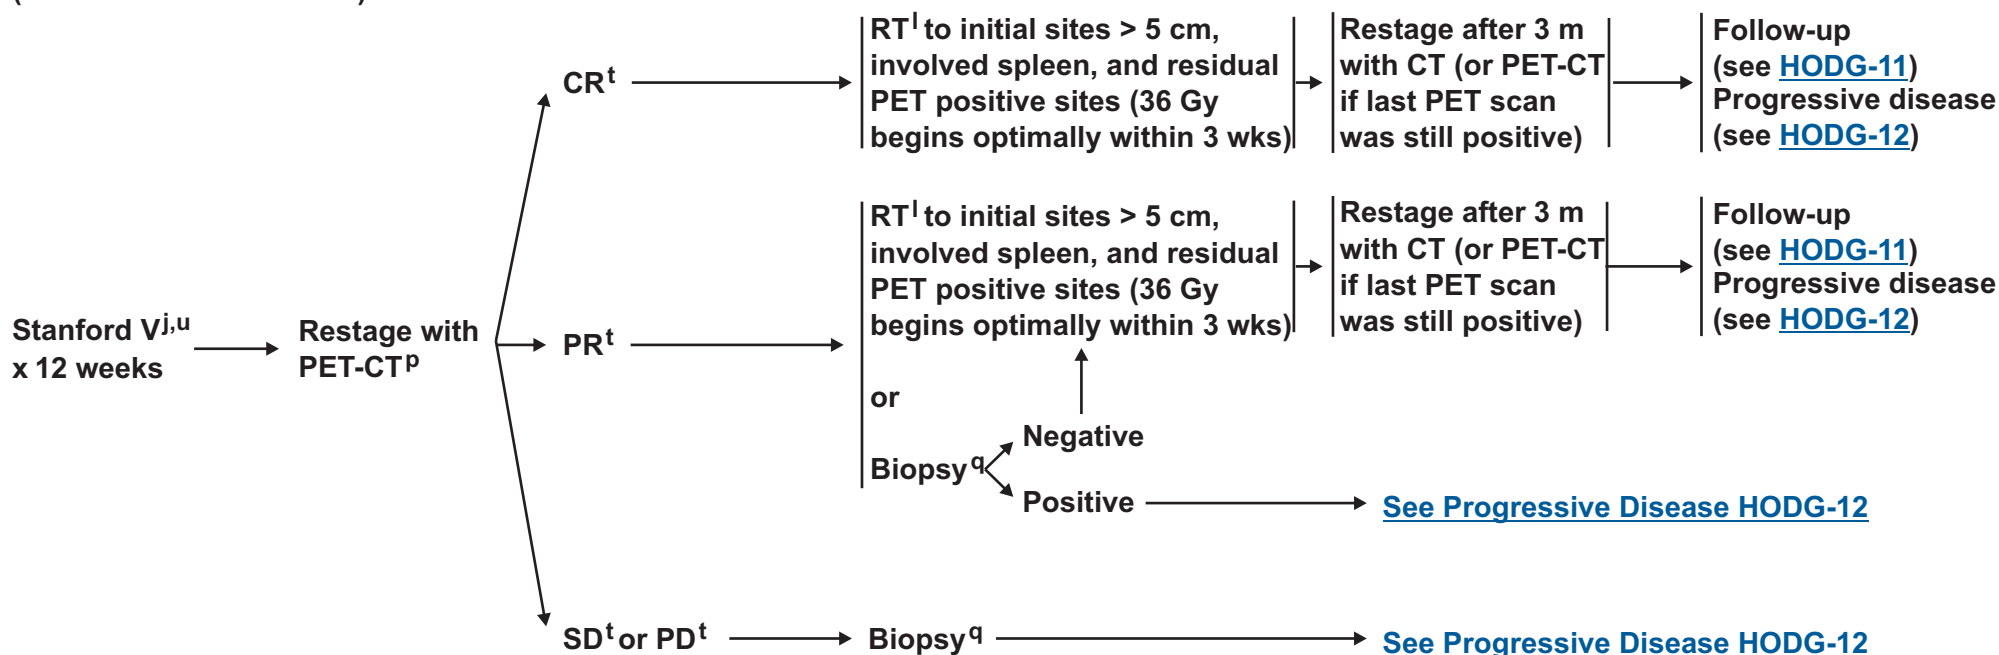 CR^t
RT^l to initial sites > 5 cm,
involved spleen, and residual
PET positive sites (36 Gy
begins optimally within 3 wks)
Restage after 3 m
with CT (or PET-CT
if last PET scan
was still positive)
Follow-up
(see HODG-11)
Progressive disease
(see HODG-12)
Stanford V^j,u
x 12 weeks
Restage with
PET-CT^p
PR^t
RT^l to initial sites > 5 cm,
involved spleen, and residual
PET positive sites (36 Gy
begins optimally within 3 wks)
or
Biopsy^q
Negative
Positive
Restage after 3 m
with CT (or PET-CT
if last PET scan
was still positive)
Follow-up
(see HODG-11)
Progressive disease
(see HODG-12)
See Progressive Disease HODG-12
SD^t or PD^t
Biopsy^q
See Progressive Disease HODG-12